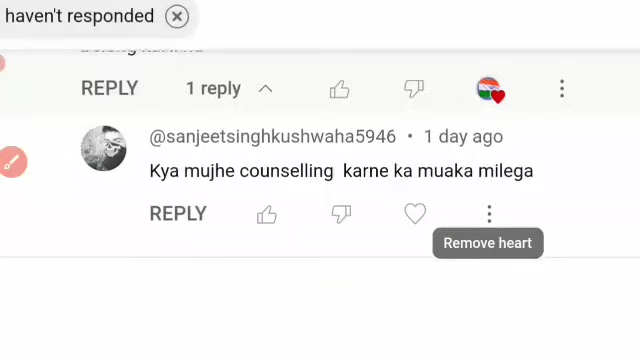 haven't responded
REPLY 1 reply
@sanjeetsinghkushwaha5946 • 1 day ago
Kya mujhe counselling karne ka muaka milega
REPLY
Remove heart